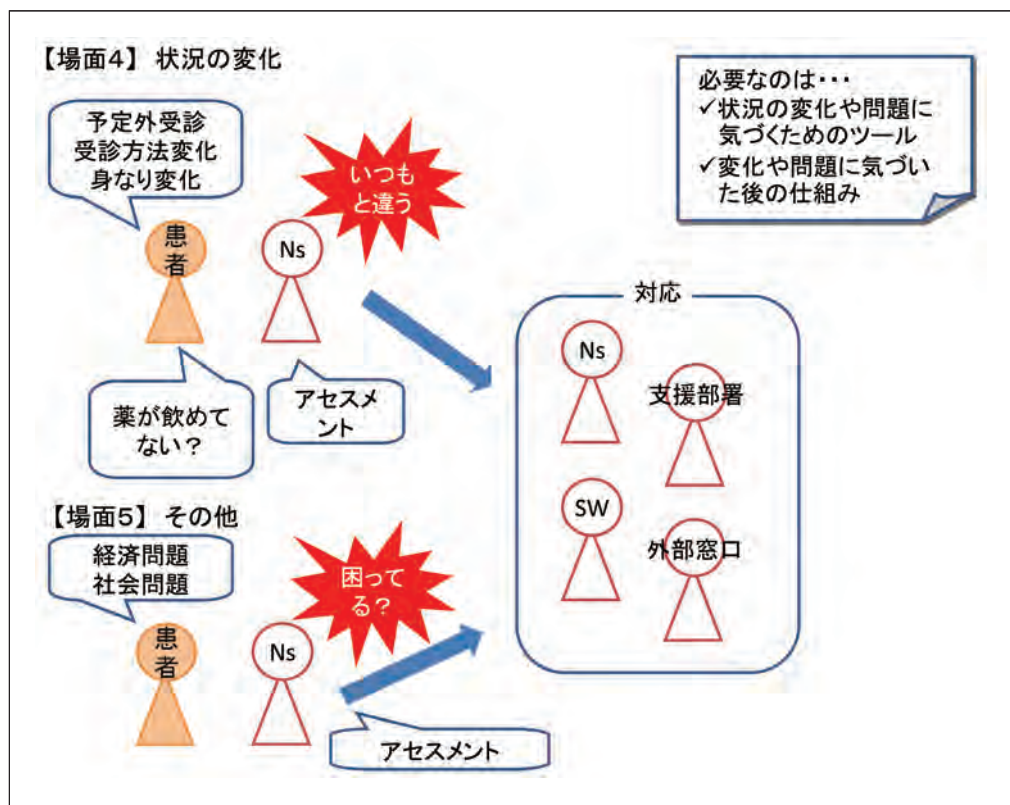 【場面4】 状況の変化
予定外受診
受診方法変化
身なり変化
いつも
と違う
患
者
Ns
薬が飲めて
ない？
アセスメ
ント
必要なのは・・・
✓状況の変化や問題に
気づくためのツール
✓変化や問題に気づい
た後の仕組み
対応
Ns
支援部署
SW
外部窓口
【場面5】 その他
経済問題
社会問題
困って
る？
患
者
Ns
アセスメント